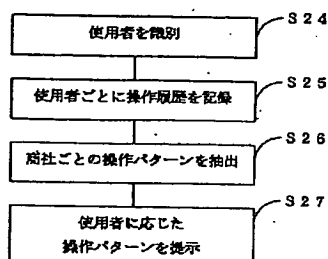 使用者を識別
S24
使用者ごとに操作履歴を記録
S25
商社ごとの操作パターンを抽出
S26
使用者に応じた
操作パターンを提示
S27